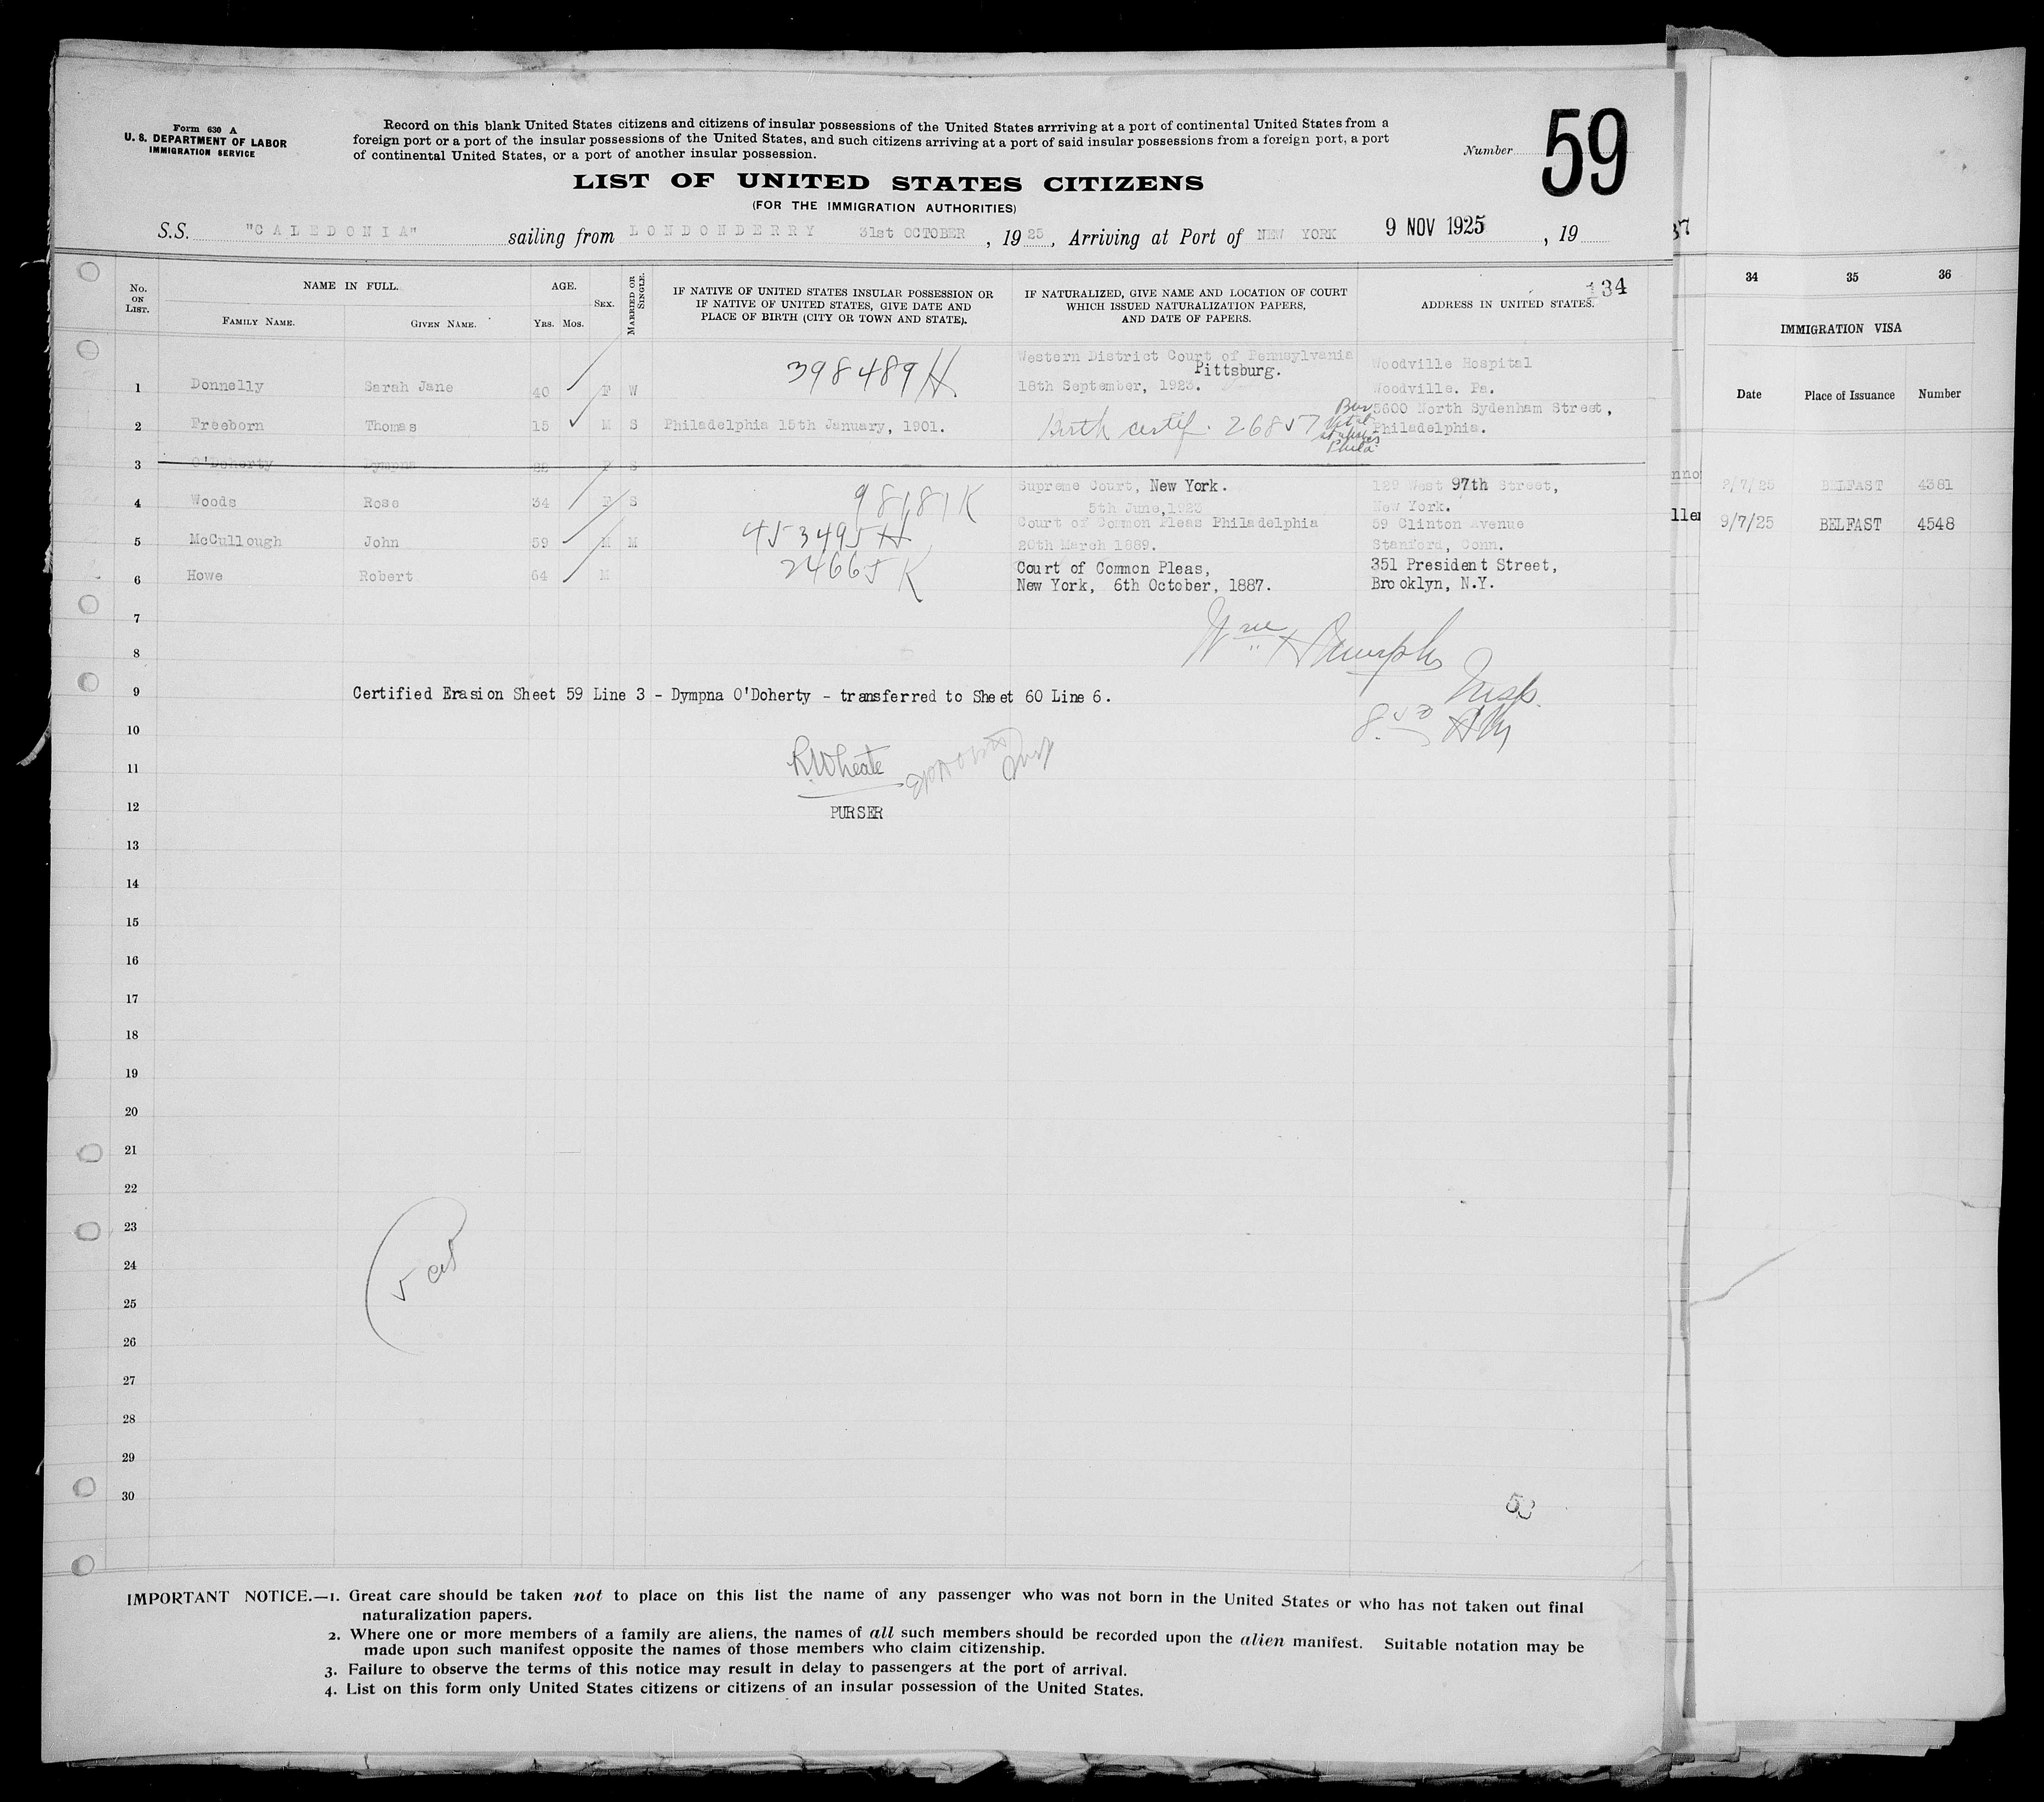 Form 630 A
U. S. DEPARTMENT OF LABOR
IMMIGRATION SERVICE
Record on this blank United States citizens and citizens of insular possessions of the United States arrriving at a port of continental United States from a
foreign port or a port of the insular possessions of the United States, and such citizens arriving at a port of said insular possessions from a foreign port, a port
of continental United States, or a port of another insular possession.
Number 59
LIST OF UNITED STATES CITIZENS
(FOR THE IMMIGRATION AUTHORITIES)
S.S. "CALEDONIA" sailing from LONDONDERRY 31st OCTOBER, 1925, Arriving at Port of NEW YORK 9 NOV 1925, 19
134
No. ON LIST.
NAME IN FULL.
FAMILY NAME. GIVEN NAME.
AGE.
Yrs. Mos.
SEX.
MARRIED OR SINGLE.
IF NATIVE OF UNITED STATES INSULAR POSSESSION OR
IF NATIVE OF UNITED STATES, GIVE DATE AND
PLACE OF BIRTH (CITY OR TOWN AND STATE).
IF NATURALIZED, GIVE NAME AND LOCATION OF COURT
WHICH ISSUED NATURALIZATION PAPERS,
AND DATE OF PAPERS.
ADDRESS IN UNITED STATES.
1 Donnelly Sarah Jane 40 F W 398489H Western District Court of Pennsylvania Pittsburg. 18th September, 1923. Woodville Hospital Woodville. Pa.
2 Freeborn Thomas 15 M S Philadelphia 15th January, 1901. Birth certif. 26857 Bur Vital statistics Phila 5600 North Sydenham Street, Philadelphia.
3 O'Doherty Dympna F S
4 Woods Rose 34 F S 98181K Supreme Court, New York. 5th June, 129 West 97th Street, New York.
5 McCullough John 59 M M 453495H Court of Common Pleas Philadelphia 20th March 1889. 59 Clinton Avenue Stamford, Conn.
6 Howe Robert 64 M 24665K Court of Common Pleas, New York, 6th October, 1887. 351 President Street, Brooklyn, N.Y.
7
8
Insp.
9 Certified Erasion Sheet 59 Line 3 - Dympna O'Doherty - transferred to Sheet 60 Line 6.
10
11
12 PURSER
13
14
15
16
17
18
19
20
21
22
23
24
25
26
27
28
29
30
IMPORTANT NOTICE.—1. Great care should be taken not to place on this list the name of any passenger who was not born in the United States or who has not taken out final
naturalization papers.
2. Where one or more members of a family are aliens, the names of all such members should be recorded upon the alien manifest. Suitable notation may be
made upon such manifest opposite the names of those members who claim citizenship.
3. Failure to observe the terms of this notice may result in delay to passengers at the port of arrival.
4. List on this form only United States citizens or citizens of an insular possession of the United States.
34 35 36
IMMIGRATION VISA
Date Place of Issuance Number
BELFAST 4381
9/7/25 BELFAST 4548